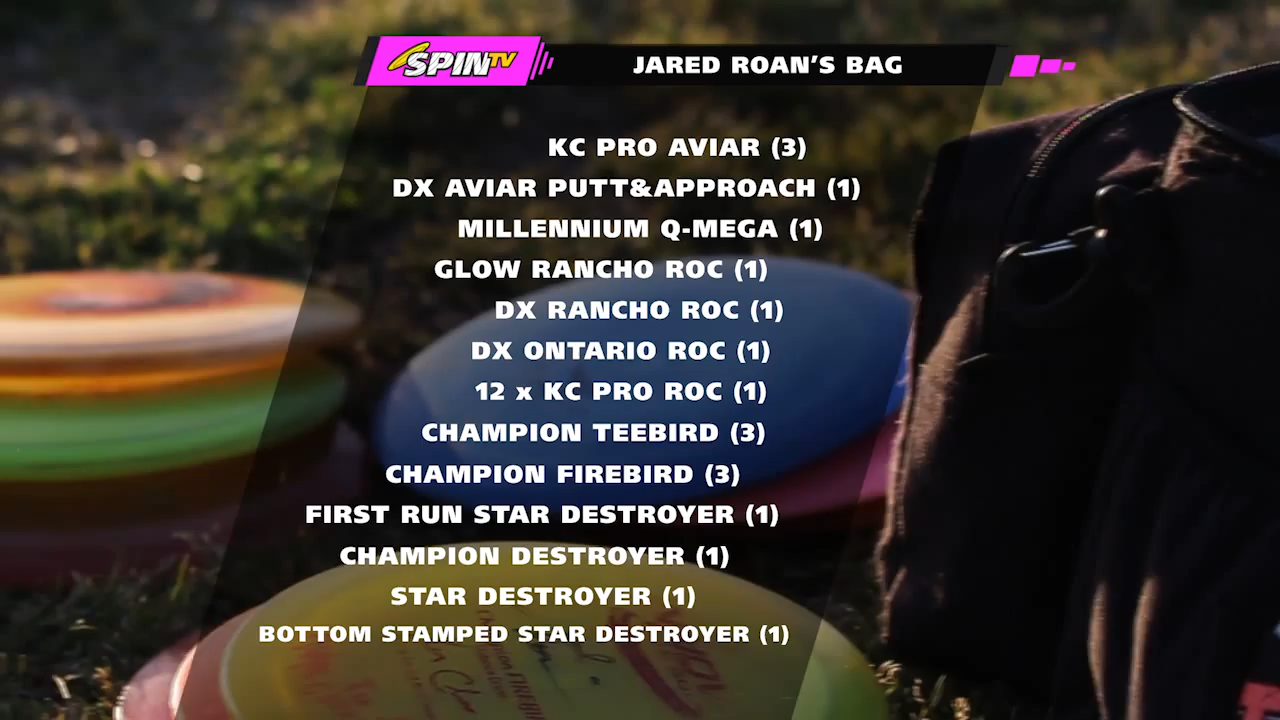 SPINTV
JARED ROAN'S BAG
KC PRO AVIAR (3)
DX AVIAR PUTT&APPROACH (1)
MILLENNIUM Q-MEGA (1)
GLOW RANCHO ROC (1)
DX RANCHO ROC (1)
DX ONTARIO ROC (1)
12 x KC PRO ROC (1)
CHAMPION TEEBIRD (3)
CHAMPION FIREBIRD (3)
FIRST RUN STAR DESTROYER (1)
CHAMPION DESTROYER (1)
STAR DESTROYER (1)
BOTTOM STAMPED STAR DESTROYER (1)